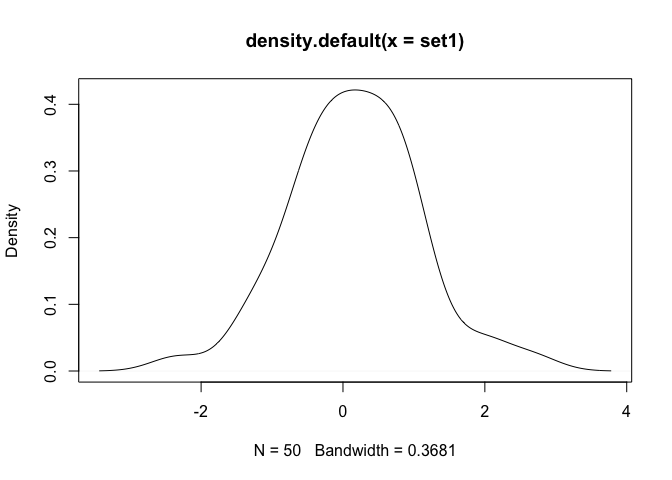 density.default(x = set1)
Density
0.0
0.1
0.2
0.3
0.4
-2 0 2 4
N = 50 Bandwidth = 0.3681